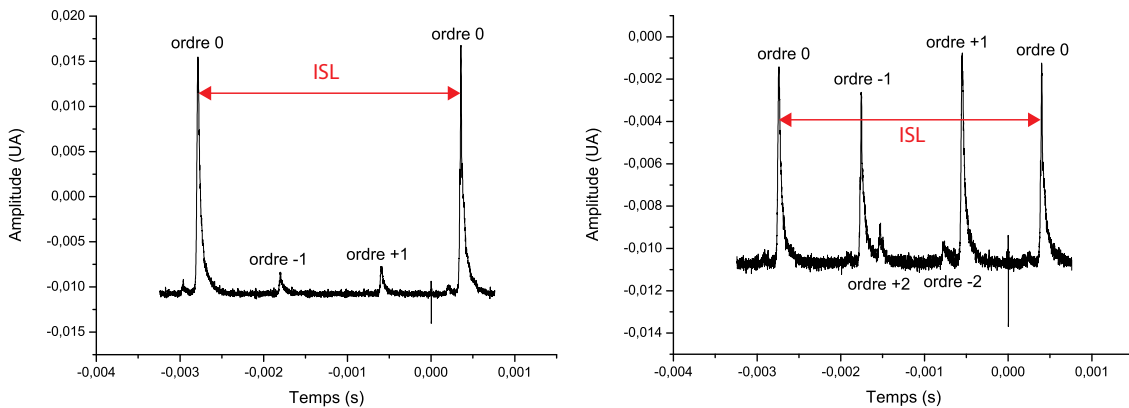 0,020
0,015
0,010
0,005
0,000
-0,005
-0,010
-0,015
Amplitude (UA)
ordre 0
ordre 0
ISL
ordre -1
ordre +1
-0,004
-0,003
-0,002
-0,001
0,000
0,001
Temps (s)
0,000
-0,002
-0,004
-0,006
-0,008
-0,010
-0,012
-0,014
Amplitude (UA)
ordre +1
ordre 0
ordre 0
ordre -1
ISL
ordre +2
ordre -2
-0,004
-0,003
-0,002
-0,001
0,000
0,001
Temps (s)